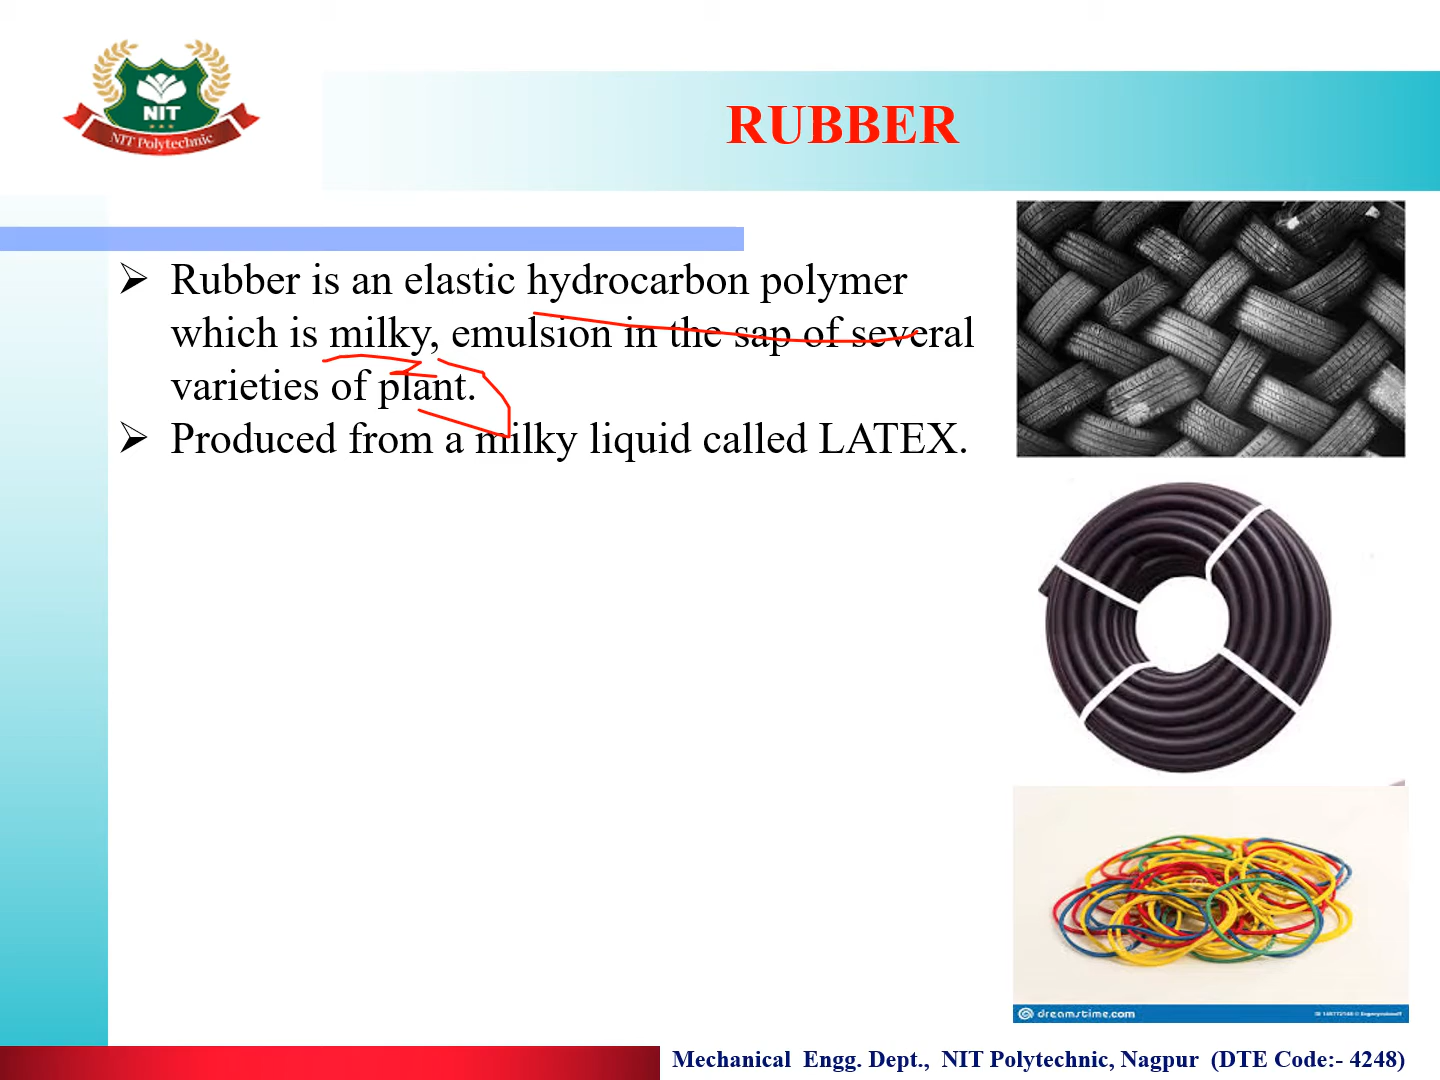 NIT
NIT Polytechnic
RUBBER
➢ Rubber is an elastic hydrocarbon polymer
which is milky, emulsion in the sap of several
varieties of plant.
➢ Produced from a milky liquid called LATEX.
dreamstime.com
Mechanical Engg. Dept., NIT Polytechnic, Nagpur (DTE Code:- 4248)